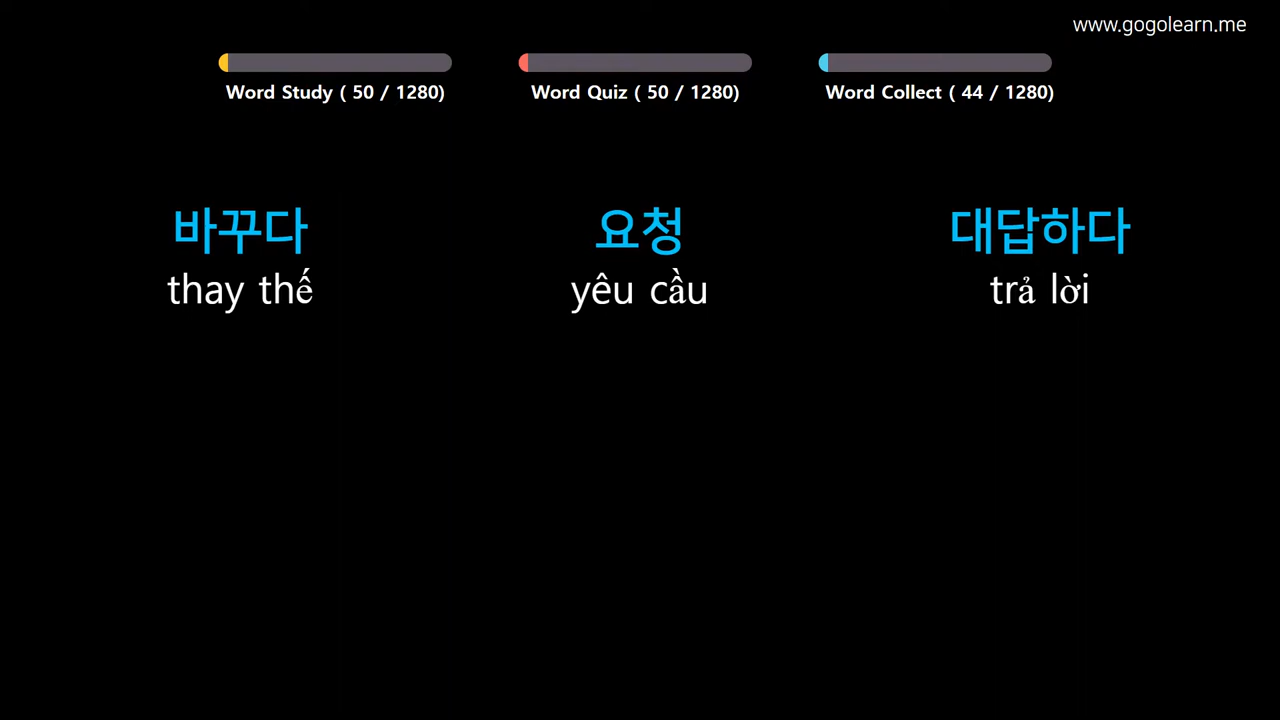 www.gogolearn.me
Word Study ( 50 / 1280)
Word Quiz ( 50 / 1280)
Word Collect ( 44 / 1280)
바꾸다
thay thế
요청
yêu cầu
대답하다
trả lời